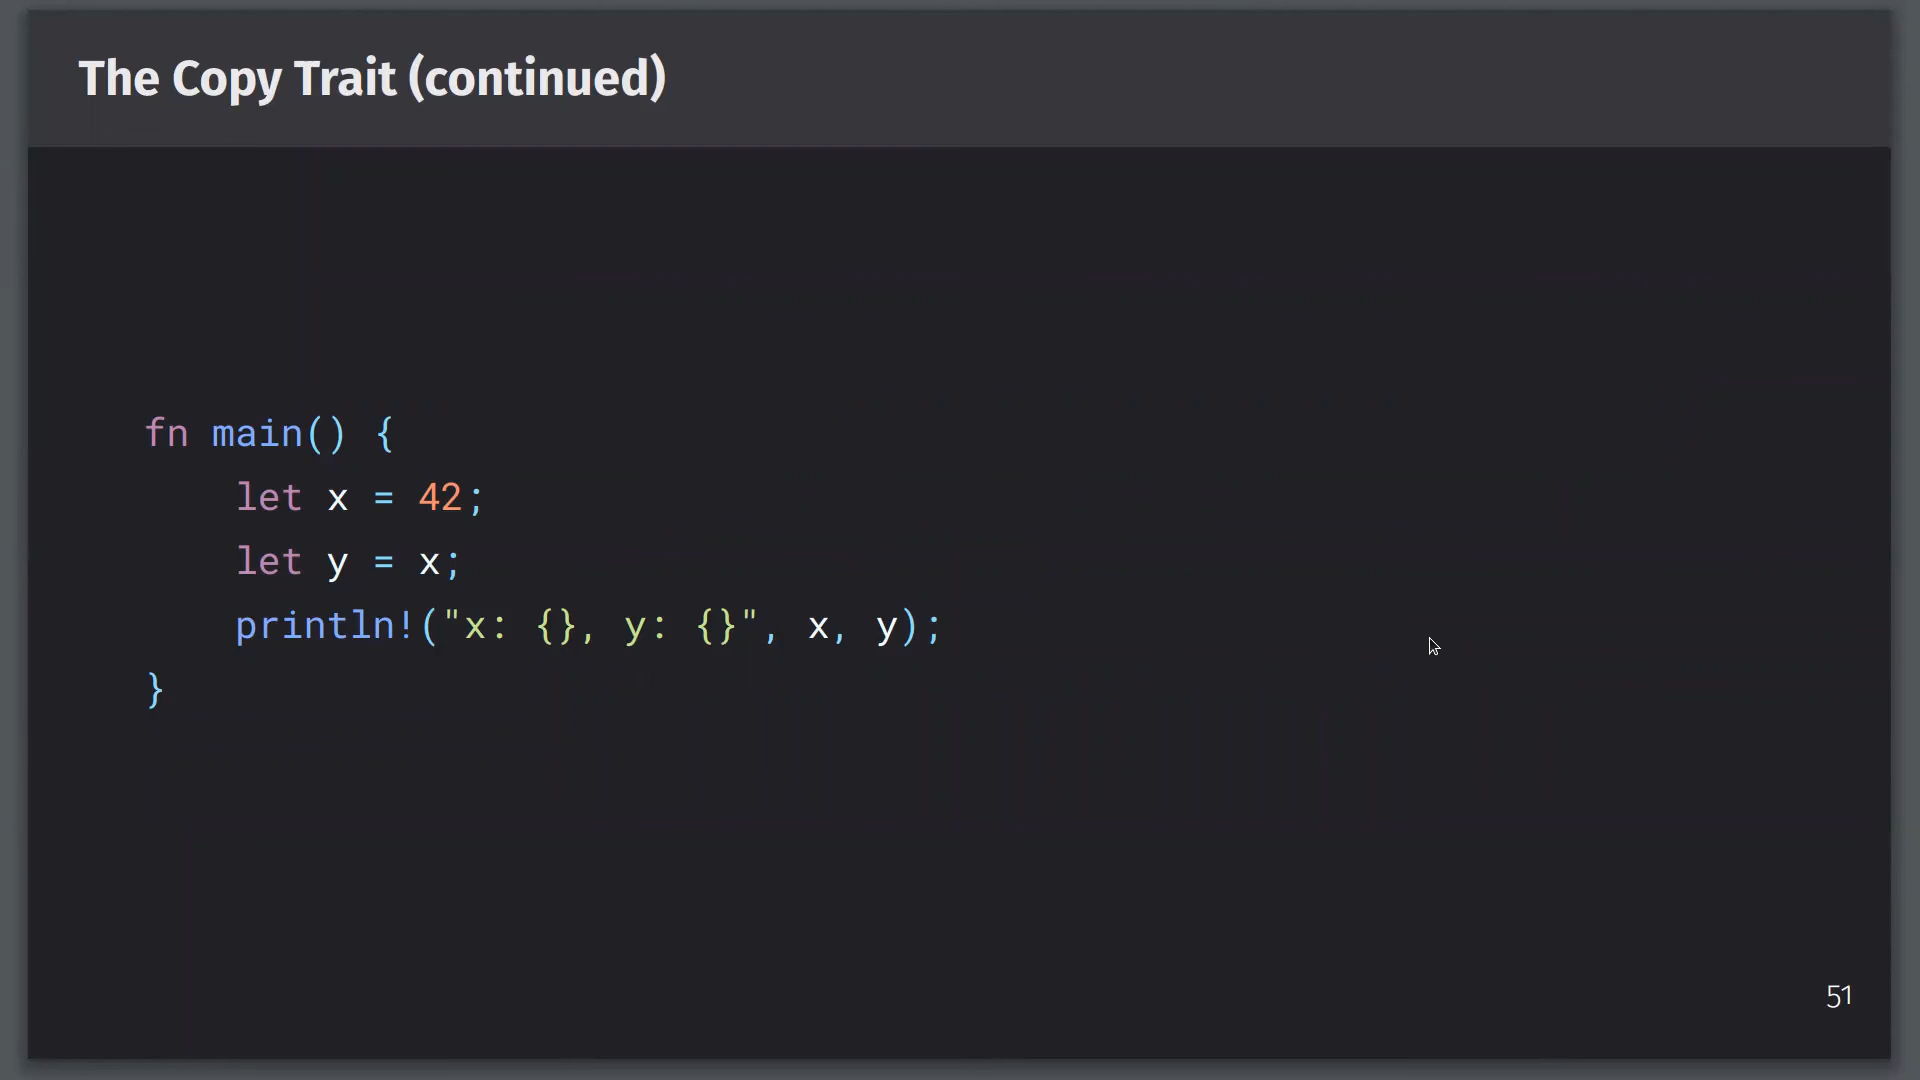 The Copy Trait (continued)
fn main() {
    let x = 42;
    let y = x;
    println!("x: {}, y: {}", x, y);
}
51